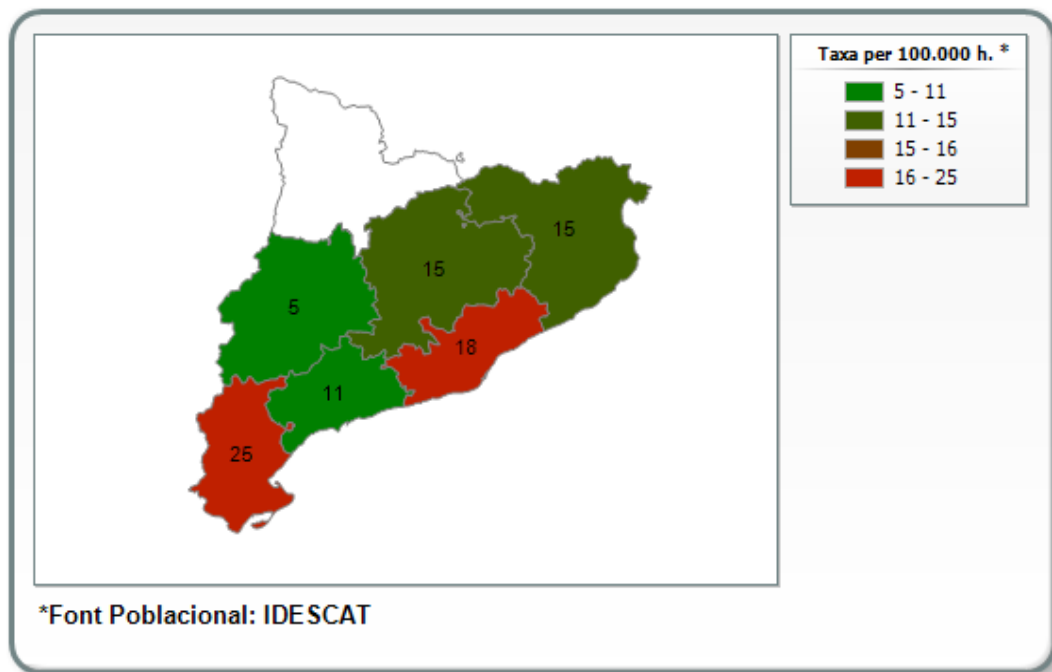 Taxa per 100.000 h. *
5 - 11
11 - 15
15 - 16
16 - 25
15
15
5
18
11
25
*Font Poblacional: IDESCAT